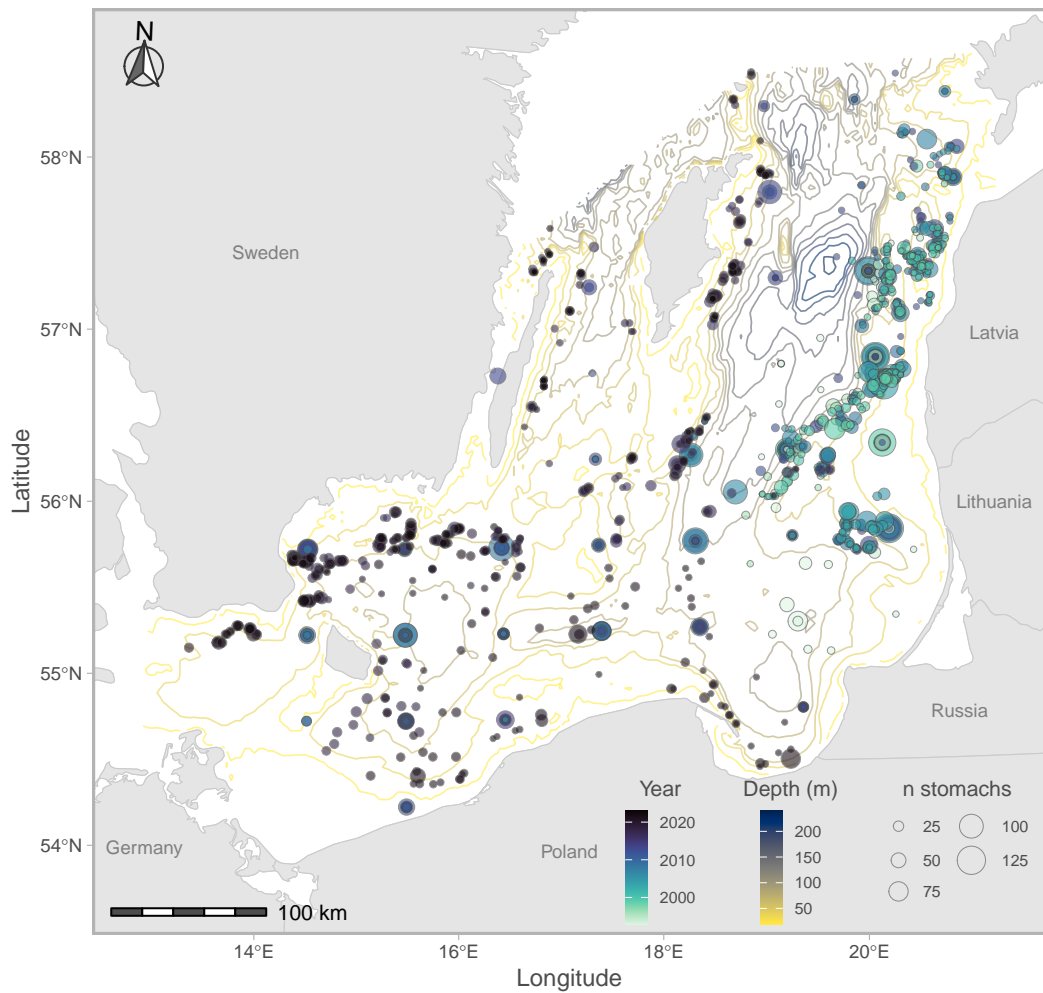 N
58°N
57°N
56°N
55°N
54°N
Latitude
Sweden
Latvia
Lithuania
Russia
Poland
Germany
Year
2020
2010
2000
Depth (m)
200
150
100
50
n stomachs
25
50
75
100
125
100 km
14°E
16°E
18°E
20°E
Longitude